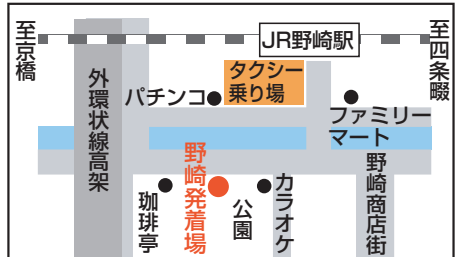 至京橋
JR野崎駅
至四条畷
外環状線高架
パチンコ
タクシー
乗り場
ファミリー
マート
珈琲亭
野崎発着場
公園
カラオケ
野崎商店街